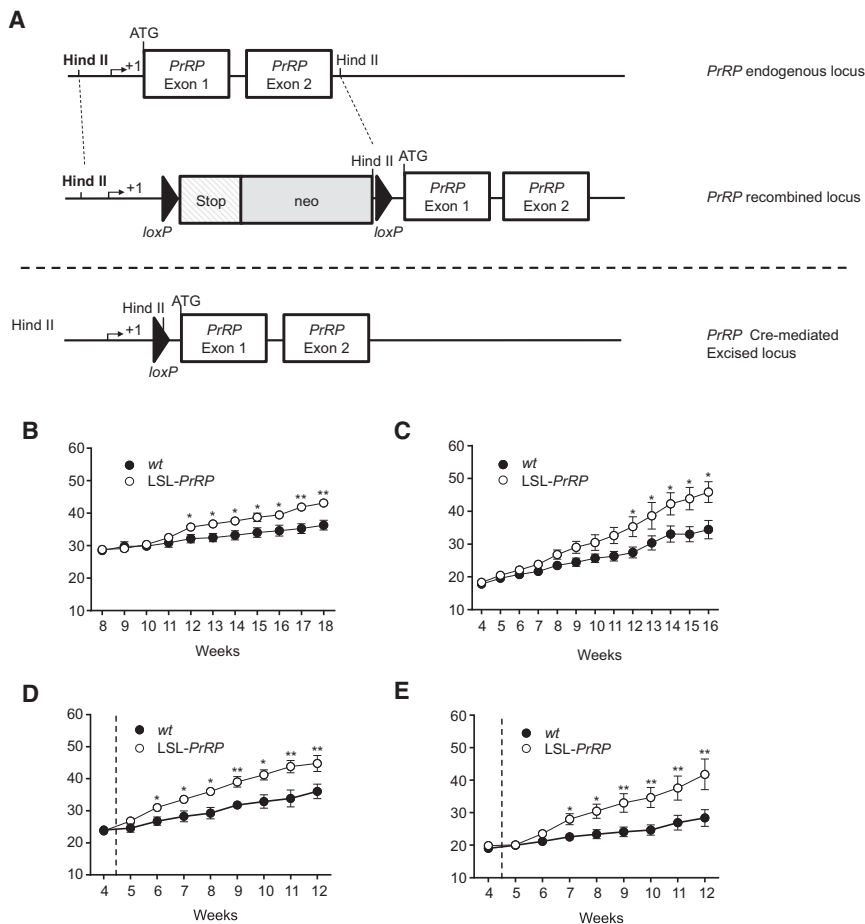 A
ATG
Hind II
+1
PrRP
Exon 1
PrRP
Exon 2
Hind II
PrRP endogenous locus
Hind II
+1
loxP
Stop
neo
Hind II
loxP
ATG
PrRP
Exon 1
PrRP
Exon 2
PrRP recombined locus
Hind II
+1
Hind II
loxP
ATG
PrRP
Exon 1
PrRP
Exon 2
PrRP Cre-mediated
Excised locus
B
60
50
40
30
20
10
wt
LSL-PrRP
* * * * * ** **
8 9 10 11 12 13 14 15 16 17 18
Weeks
C
60
50
40
30
20
10
wt
LSL-PrRP
* * * * *
4 5 6 7 8 9 10 11 12 13 14 15 16
Weeks
D
60
50
40
30
20
10
wt
LSL-PrRP
* * * ** * ** **
4 5 6 7 8 9 10 11 12
Weeks
E
60
50
40
30
20
10
wt
LSL-PrRP
* * ** ** ** **
4 5 6 7 8 9 10 11 12
Weeks